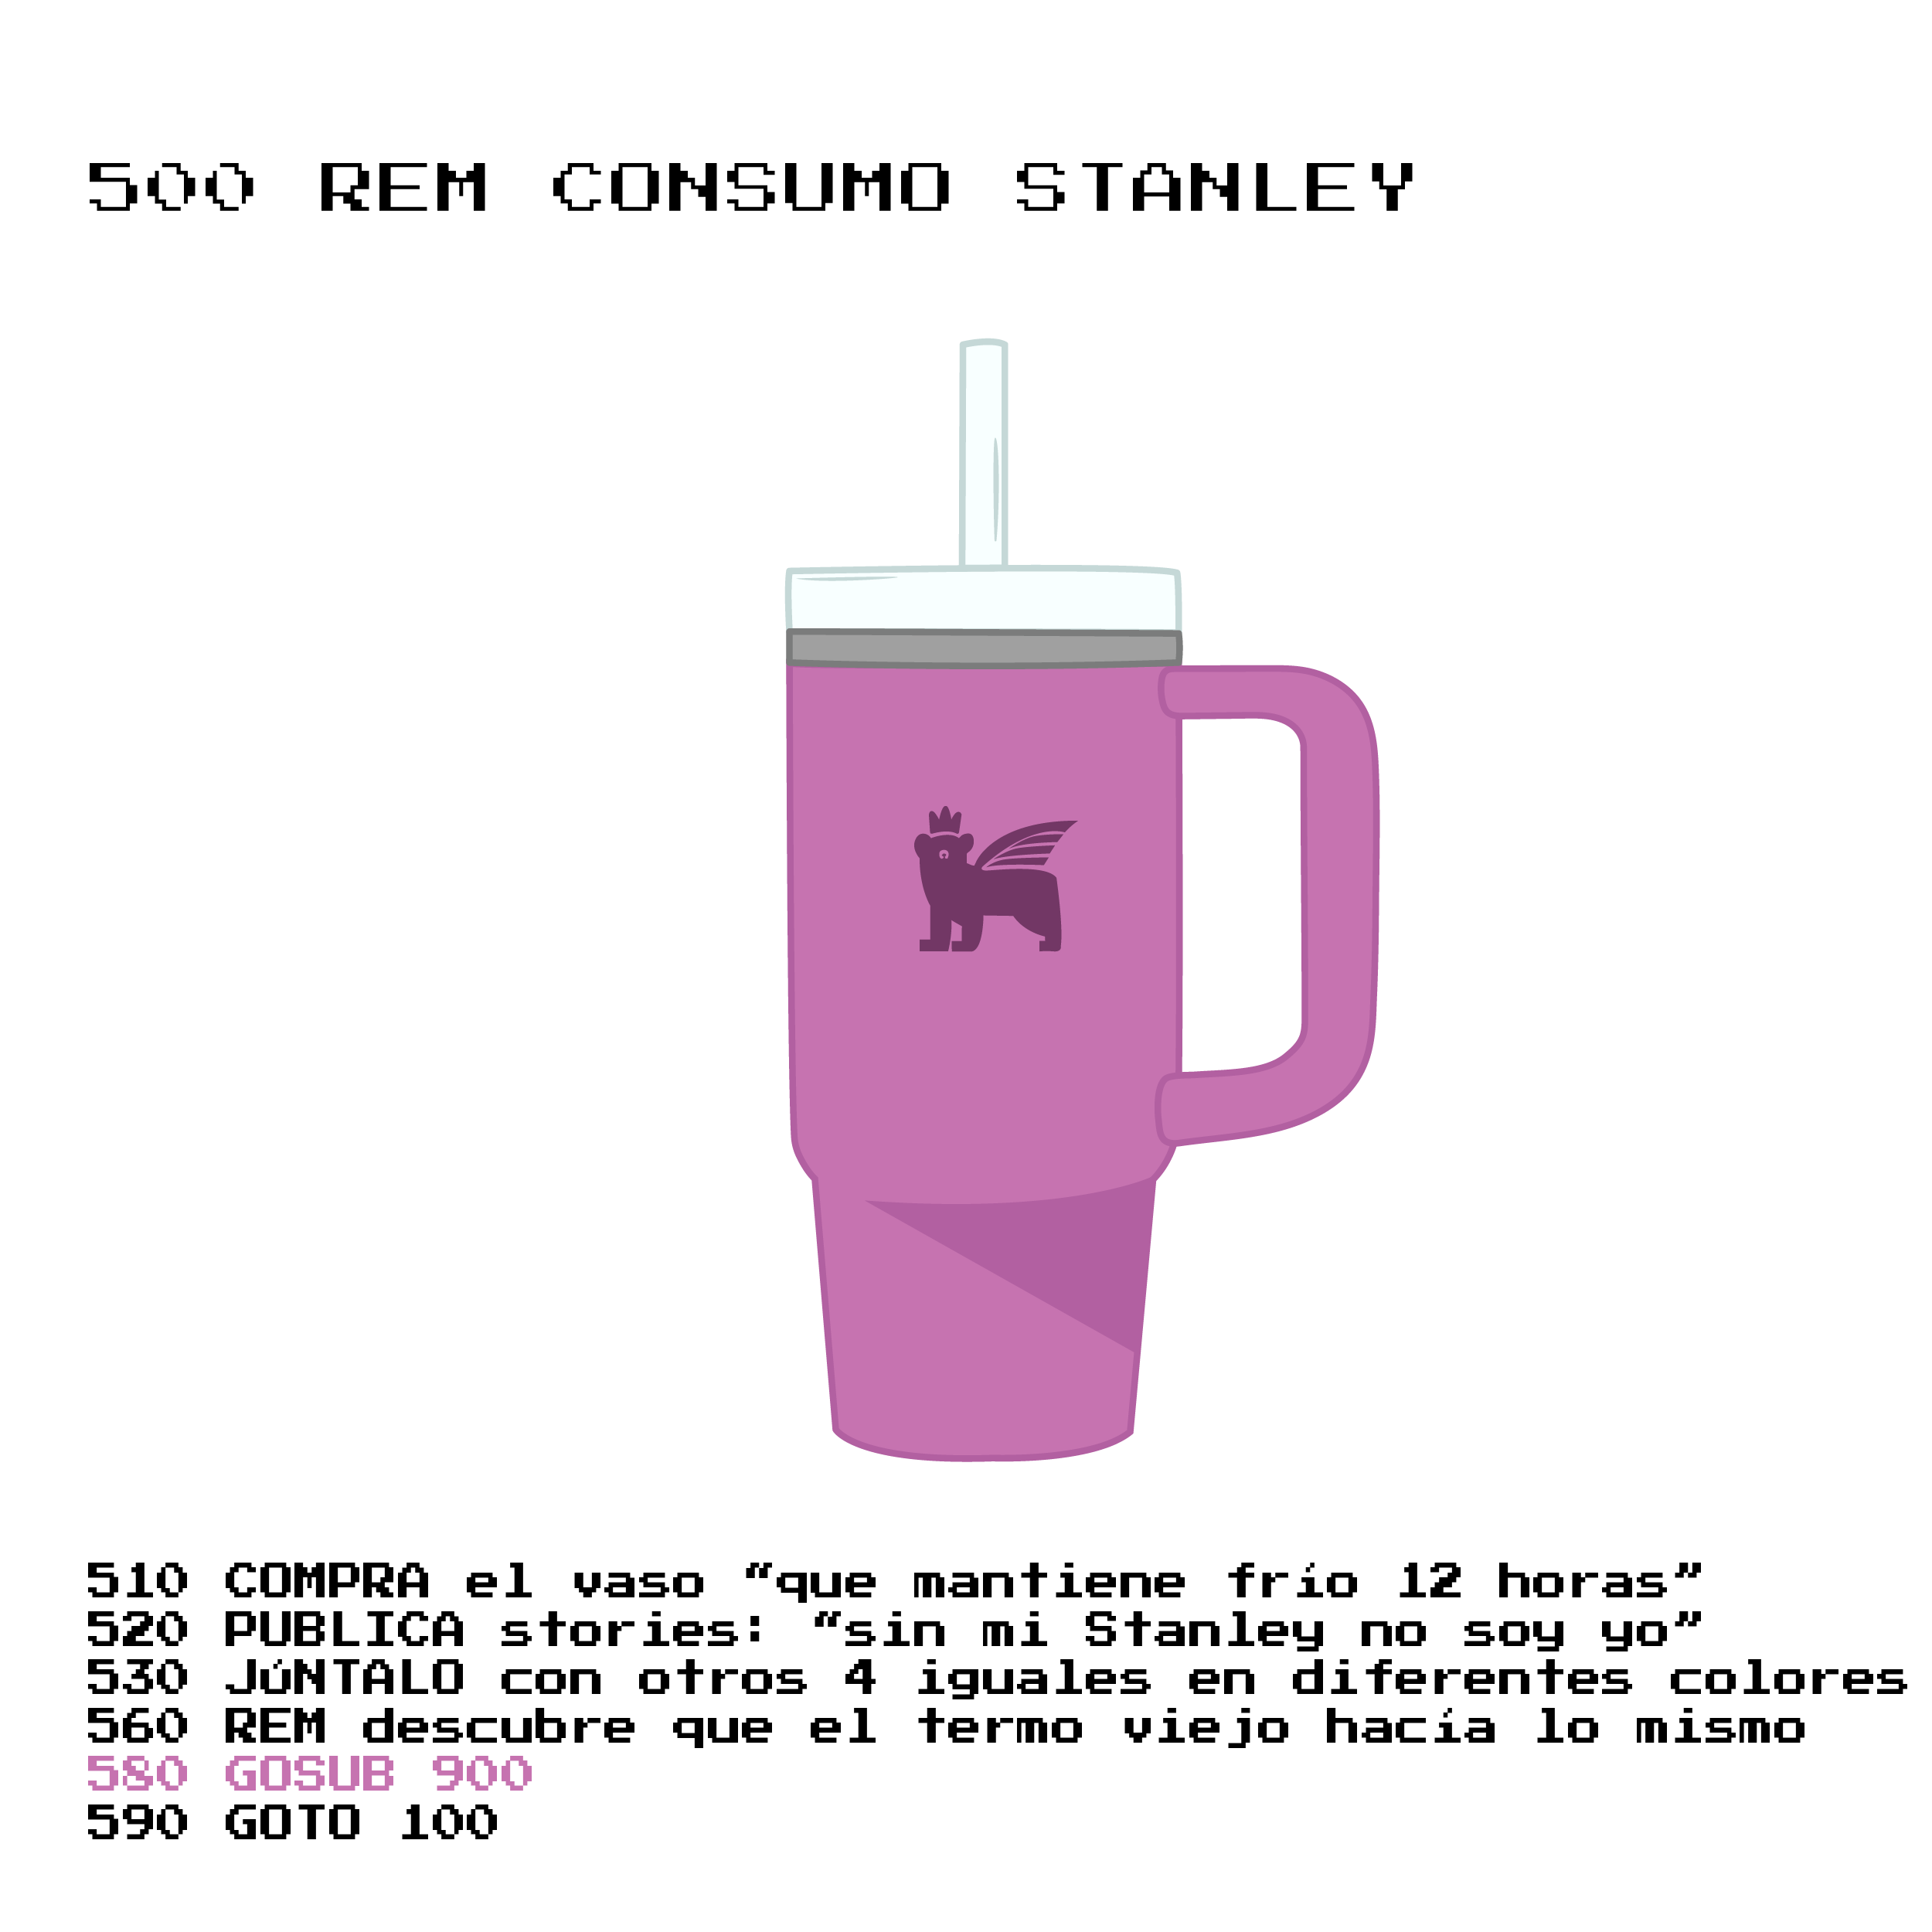 500 REM CONSUMO STANLEY
510 COMPRA el vaso “que mantiene frío 12 horas”
520 PUBLICA stories: “sin mi Stanley no soy yo”
530 JÚNTALO con otros 4 iguales en diferentes colores
560 REM descubre que el termo viejo hacía lo mismo
580 GOSUB 900
590 GOTO 100